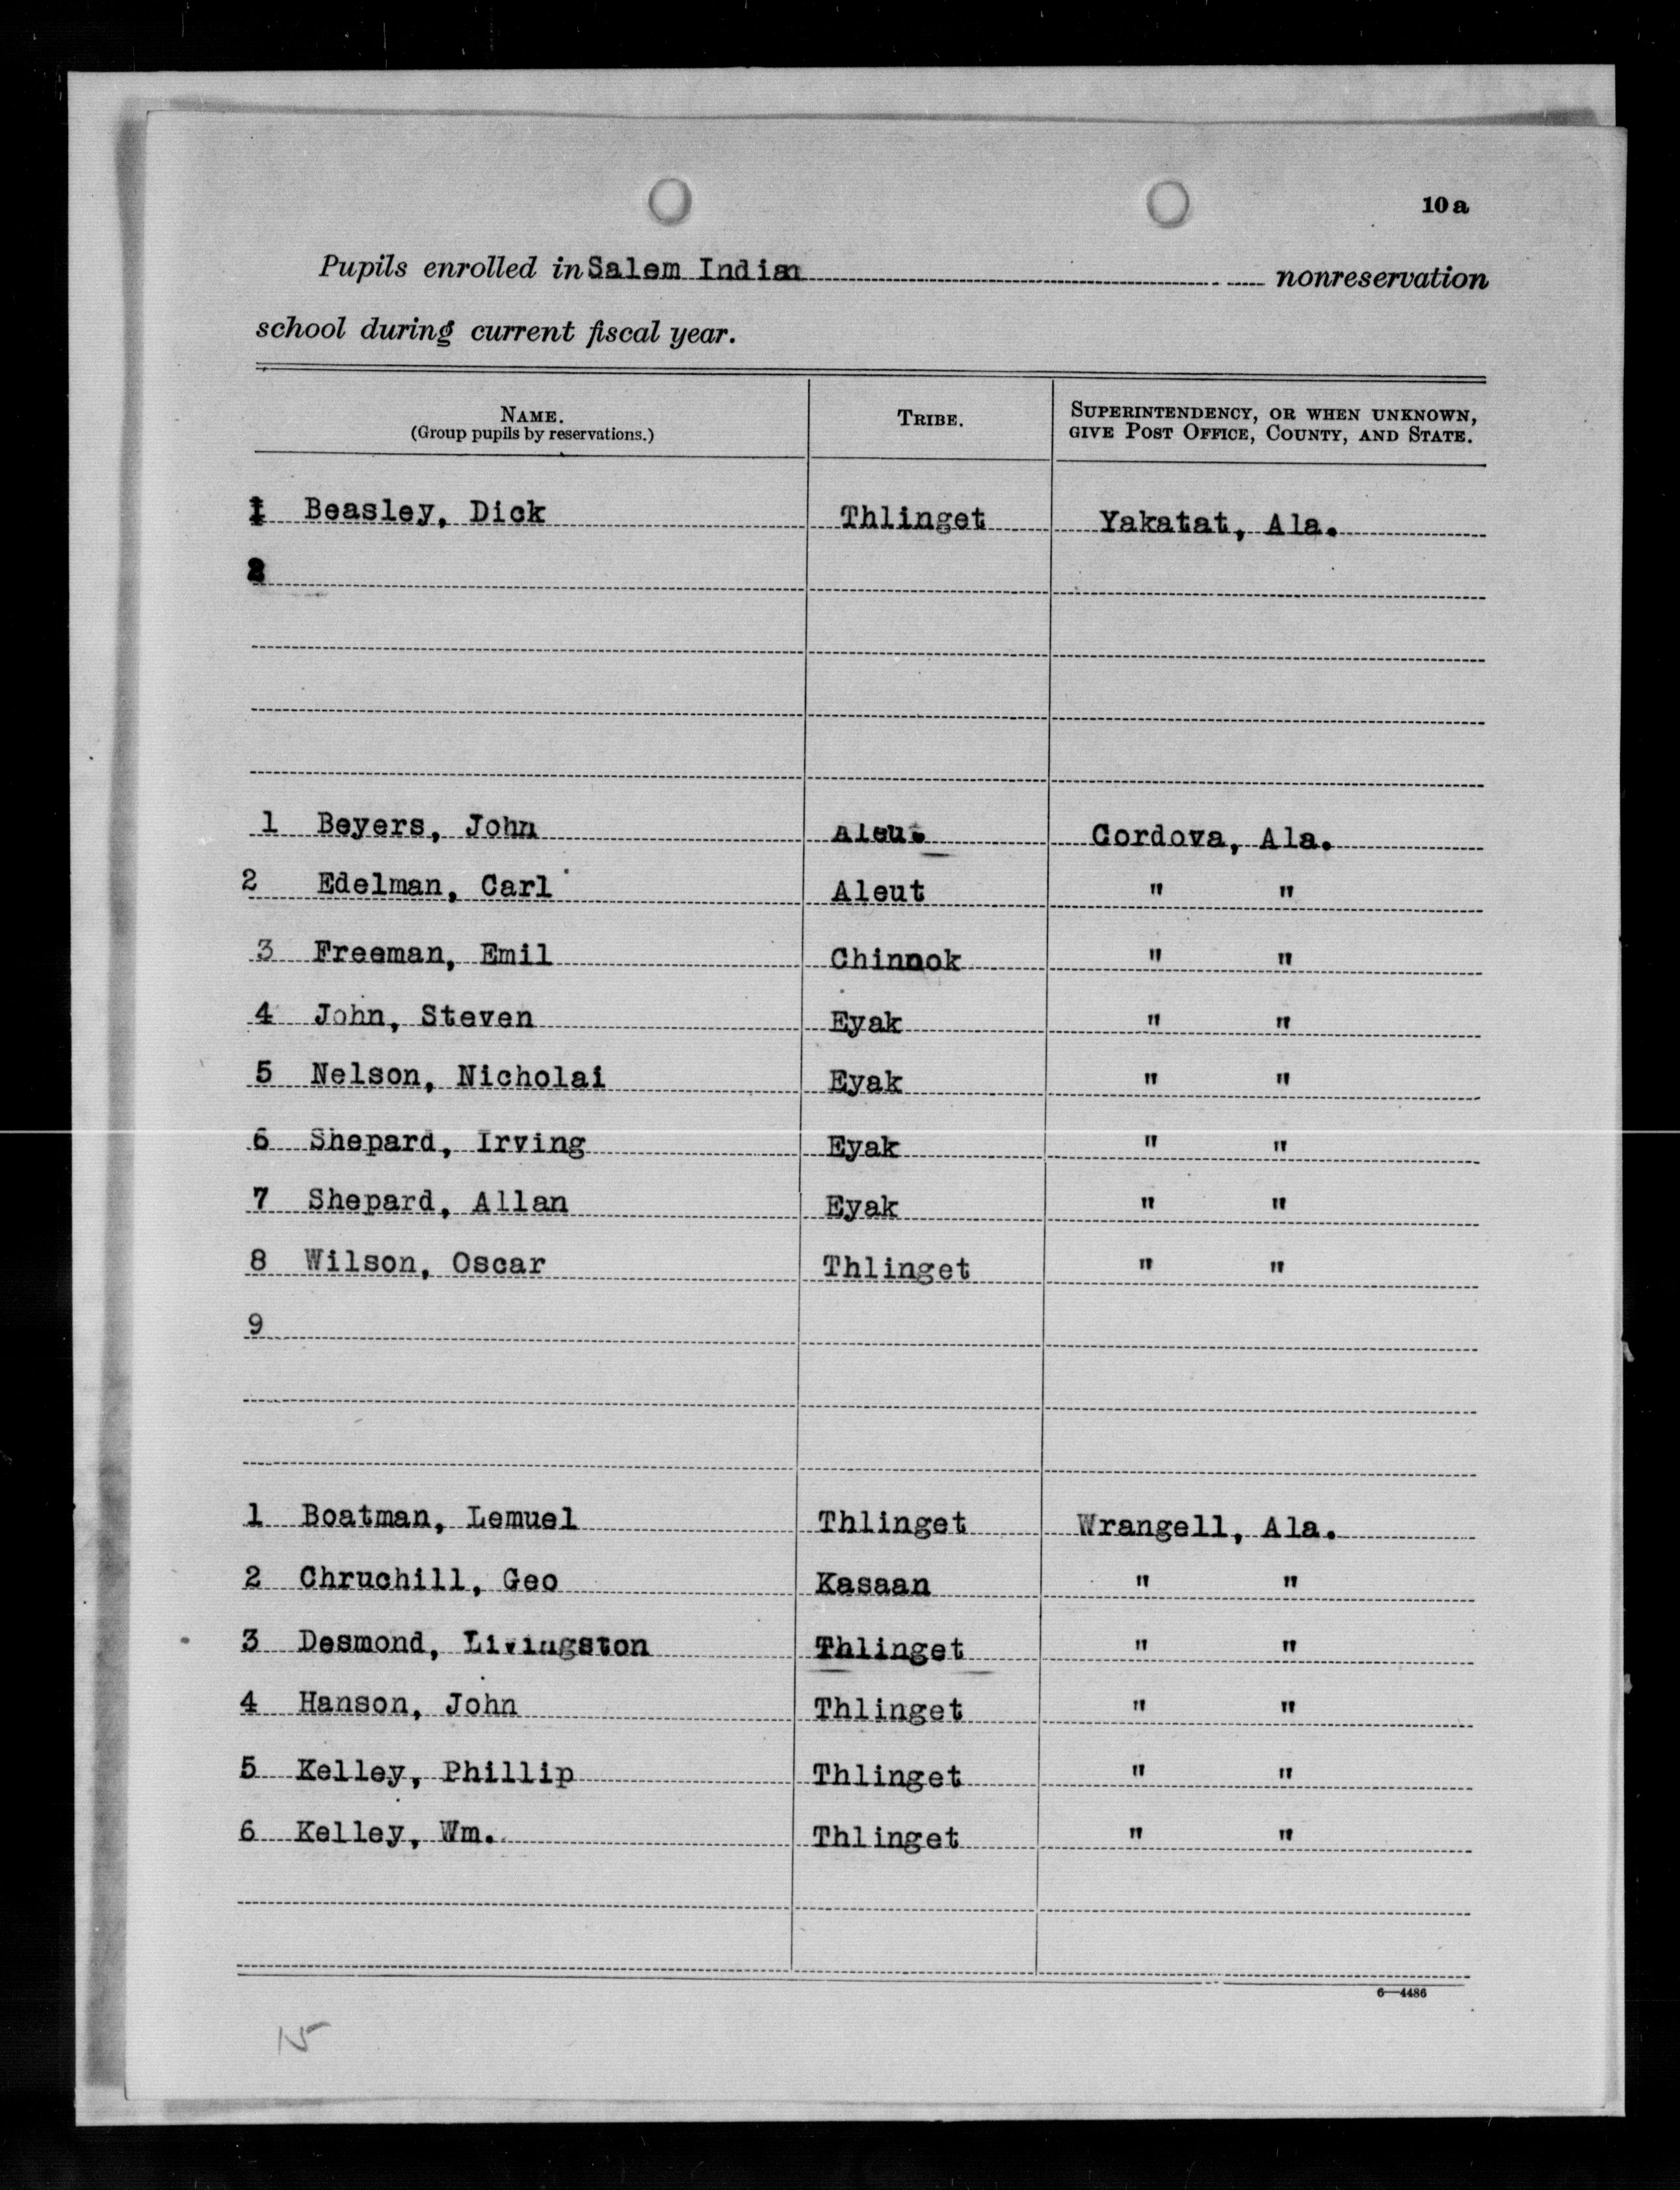 10 a
Pupils enrolled in Salem Indian nonreservation
school during current fiscal year.
NAME. TRIBE. SUPERINTENDENCY, OR WHEN UNKNOWN,
(Group pupils by reservations.) GIVE POST OFFICE, COUNTY, AND STATE.
1 Beasley, Dick Thlinget Yakatat, Ala.
2
1 Beyers, John Aleut Cordova, Ala.
2 Edelman, Carl Aleut " "
3 Freeman, Emil Chinnok " "
4 John, Steven Eyak " "
5 Nelson, Nicholai Eyak " "
6 Shepard, Irving Eyak " "
7 Shepard, Allan Eyak " "
8 Wilson, Oscar Thlinget " "
9
1 Boatman, Lemuel Thlinget Wrangell, Ala.
2 Chruchill, Geo Kasaan " "
3 Desmond, Livingston Thlinget " "
4 Hanson, John Thlinget " "
5 Kelley, Phillip Thlinget " "
6 Kelley, Wm. Thlinget " "
6—4486
15